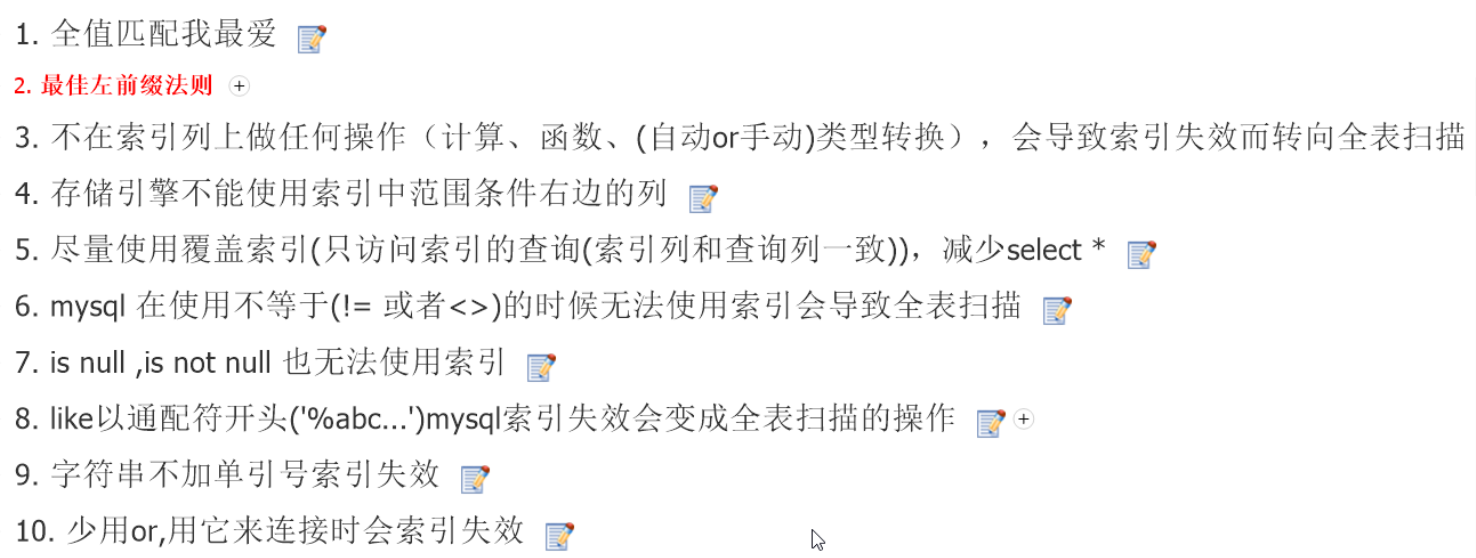 1. 全值匹配我最爱
2. 最佳左前缀法则
3. 不在索引列上做任何操作（计算、函数、(自动or手动)类型转换），会导致索引失效而转向全表扫描
4. 存储引擎不能使用索引中范围条件右边的列
5. 尽量使用覆盖索引(只访问索引的查询(索引列和查询列一致))，减少select *
6. mysql 在使用不等于(!= 或者<>)的时候无法使用索引会导致全表扫描
7. is null ,is not null 也无法使用索引
8. like以通配符开头('%abc...')mysql索引失效会变成全表扫描的操作
9. 字符串不加单引号索引失效
10. 少用or,用它来连接时会索引失效